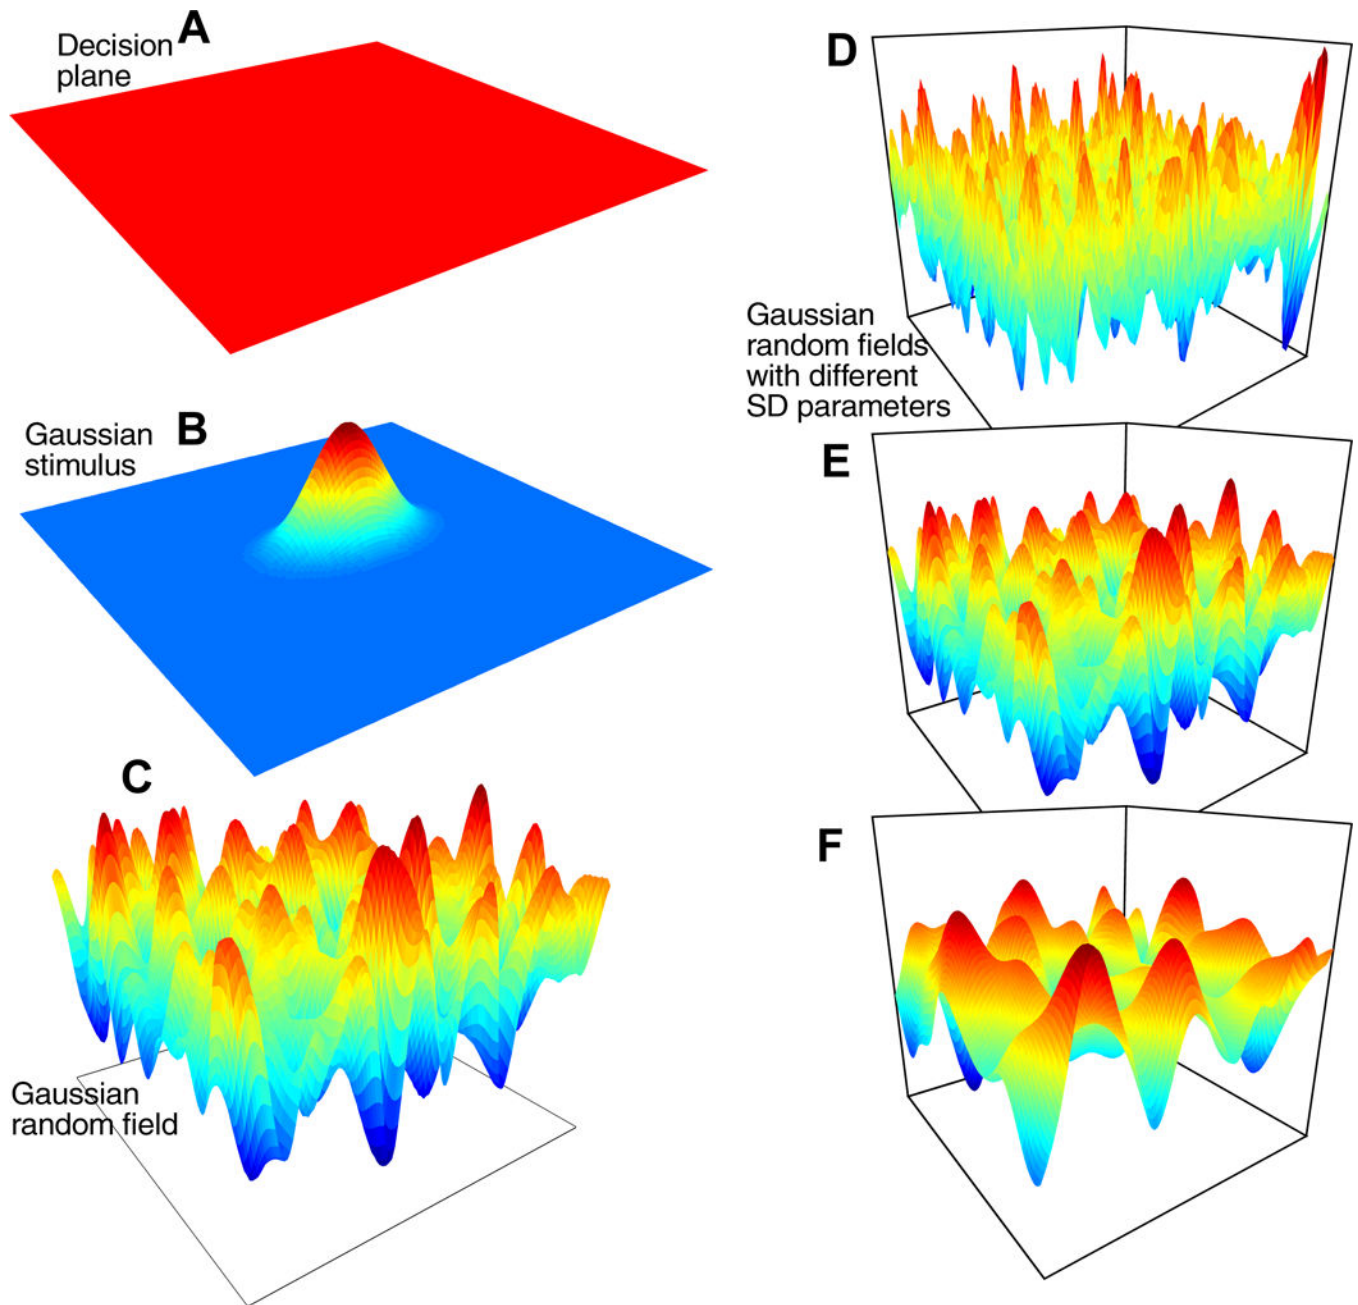 A
Decision
plane
B
Gaussian
stimulus
C
Gaussian
random field
D
Gaussian
random fields
with different
SD parameters
E
F